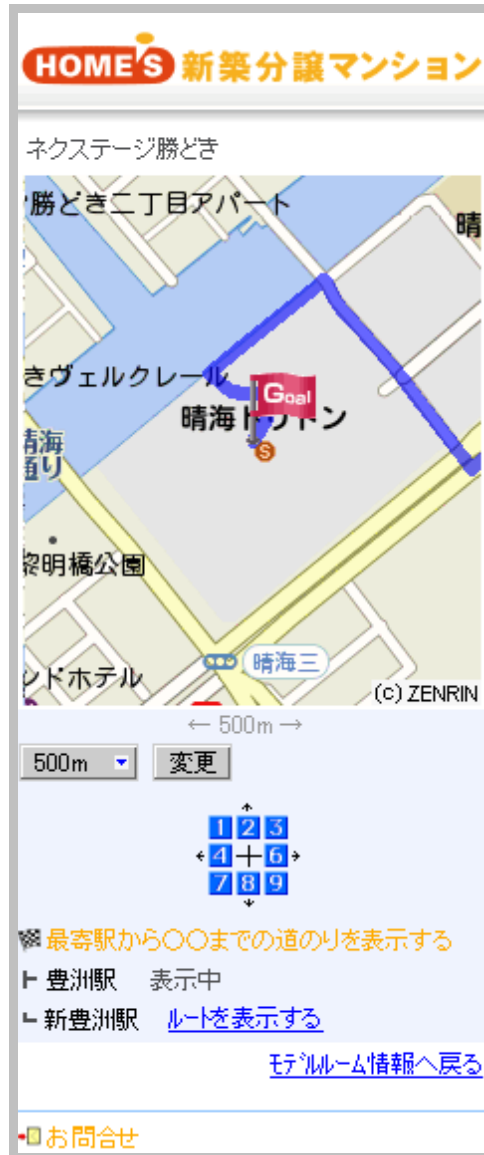 HOME'S 新築分譲マンション
ネクステージ勝どき
勝どき二丁目アパート
晴
きヴェルクレール
Goal
晴海トリトン
S
晴海
通り
黎明橋公園
晴海三
ンドホテル
(C) ZENRIN
← 500m →
500m 変更
1 2 3
4 6
7 8 9
最寄駅から〇〇までの道のりを表示する
豊洲駅 表示中
新豊洲駅 ルートを表示する
モデルルーム情報へ戻る
お問合せ